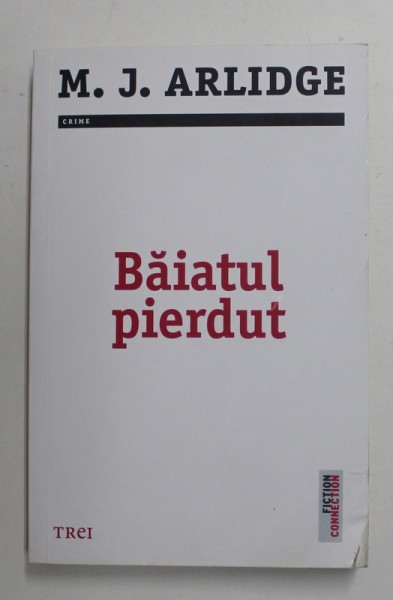 M. J. ARLIDGE
CRIME
Băiatul
pierdut
FICTION
CONNECTION
TREI